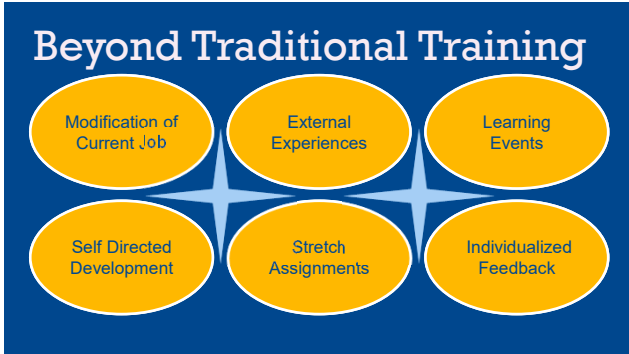 Beyond Traditional Training
Modification of
Current Job
External
Experiences
Learning
Events
Self Directed
Development
Stretch
Assignments
Individualized
Feedback